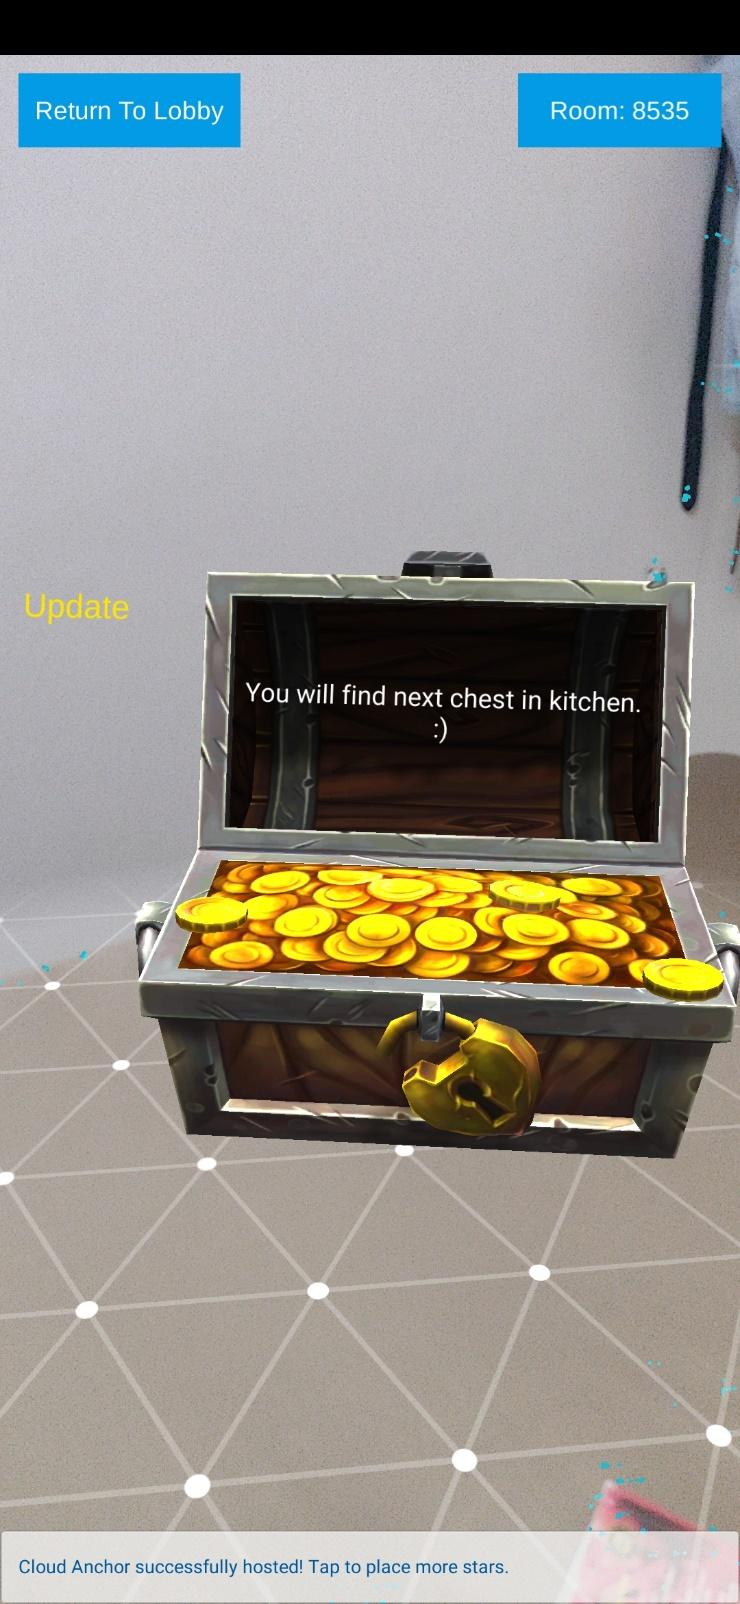 Return To Lobby
Room: 8535
Update
You will find next chest in kitchen.
:)
Cloud Anchor successfully hosted! Tap to place more stars.